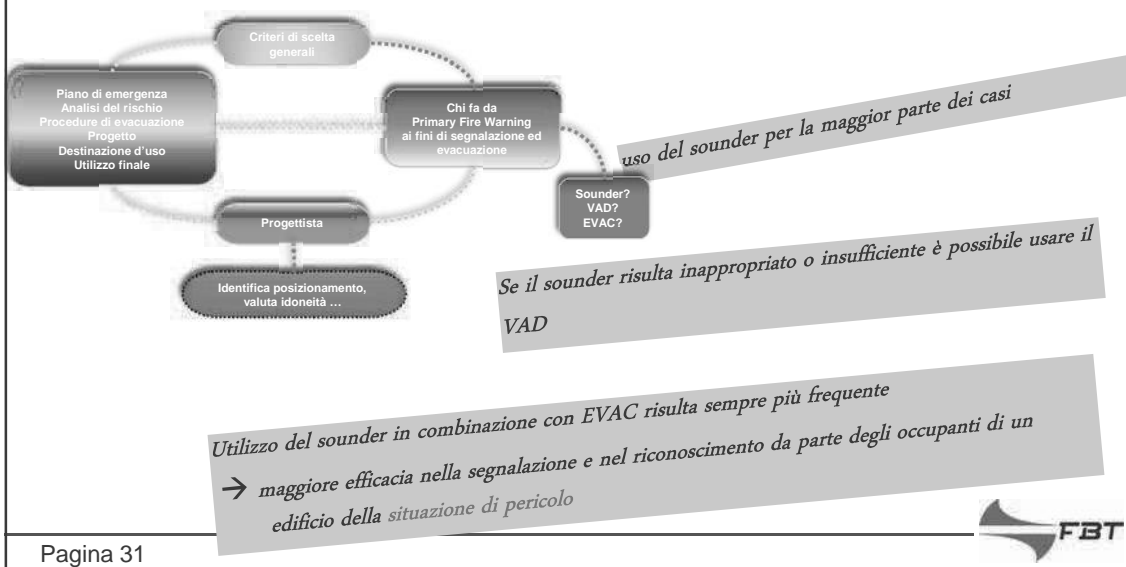 Criteri di scelta
generali
Piano di emergenza
Analisi del rischio
Procedure di evacuazione
Progetto
Destinazione d'uso
Utilizzo finale
Chi fa da
Primary Fire Warning
ai fini di segnalazione ed
evacuazione
uso del sounder per la maggior parte dei casi
Sounder?
VAD?
EVAC?
Progettista
Identifica posizionamento,
valuta idoneità …
Se il sounder risulta inappropriato o insufficiente è possibile usare il
VAD
Utilizzo del sounder in combinazione con EVAC risulta sempre più frequente
→ maggiore efficacia nella segnalazione e nel riconoscimento da parte degli occupanti di un
edificio della situazione di pericolo
Pagina 31
FBT